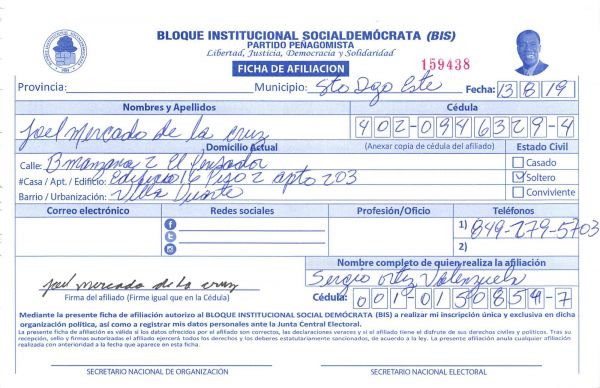 BLOQUE INSTITUCIONAL SOCIALDEMÓCRATA (BIS)
PARTIDO PEÑAGOMISTA
Libertad, Justicia, Democracia y Solidaridad
FICHA DE AFILIACION
159438
Provincia: Municipio: Sto Dgo Este Fecha: 13 8 19
Nombres y Apellidos Cédula
Joel Mercado de la cruz 402-0946329-4
(Anexar copia de cédula del afiliado)
Domicilio Actual Estado Civil
Calle: B manzana 2 El Pensador Casado
#Casa / Apt. / Edificio: Edificio 16 Piso 2 apto 203 Soltero
Barrio / Urbanización: Villa Duarte Conviviente
Correo electrónico Redes sociales Profesión/Oficio Teléfonos
1) 849-279-5703
2)
Nombre completo de quien realiza la afiliación
Sergio Ortiz Valenzuela
Joel mercado de la cruz
Firma del afiliado (Firme igual que en la Cédula) Cédula: 001-0150854-7
Mediante la presente ficha de afiliación autorizo al BLOQUE INSTITUCIONAL SOCIAL DEMÓCRATA (BIS) a realizar mi inscripción única y exclusiva en dicha
organización política, así como a registrar mis datos personales ante la Junta Central Electoral.
La presente ficha de afiliación es válida si los datos ofrecidos por el afiliado son correctos, las declaraciones veraces y si el afiliado tiene el disfrute de sus derechos civiles y políticos. Tras su
recepción, sello y firmas autorizadas el afiliado ejercerá todos los derechos y los deberes estatutariamente sancionados, de acuerdo a la ley. La presente afiliación anula cualquier afiliación
realizada con anterioridad a la fecha que aparece en esta ficha.
SECRETARIO NACIONAL DE ORGANIZACIÓN SECRETARIO NACIONAL ELECTORAL